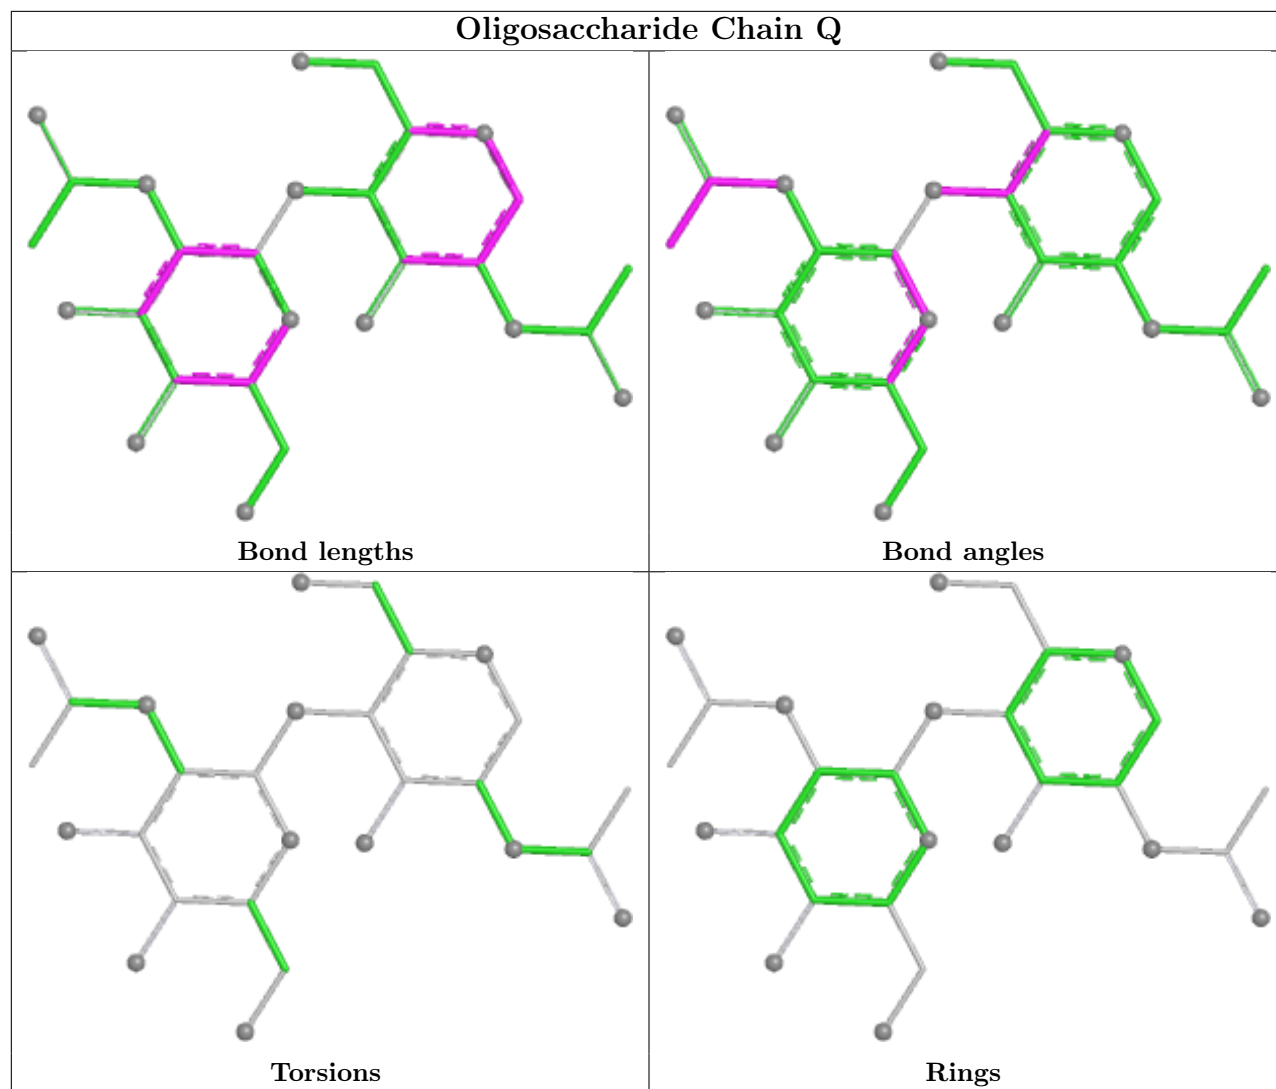 Oligosaccharide Chain Q
Bond lengths
Bond angles
Torsions
Rings